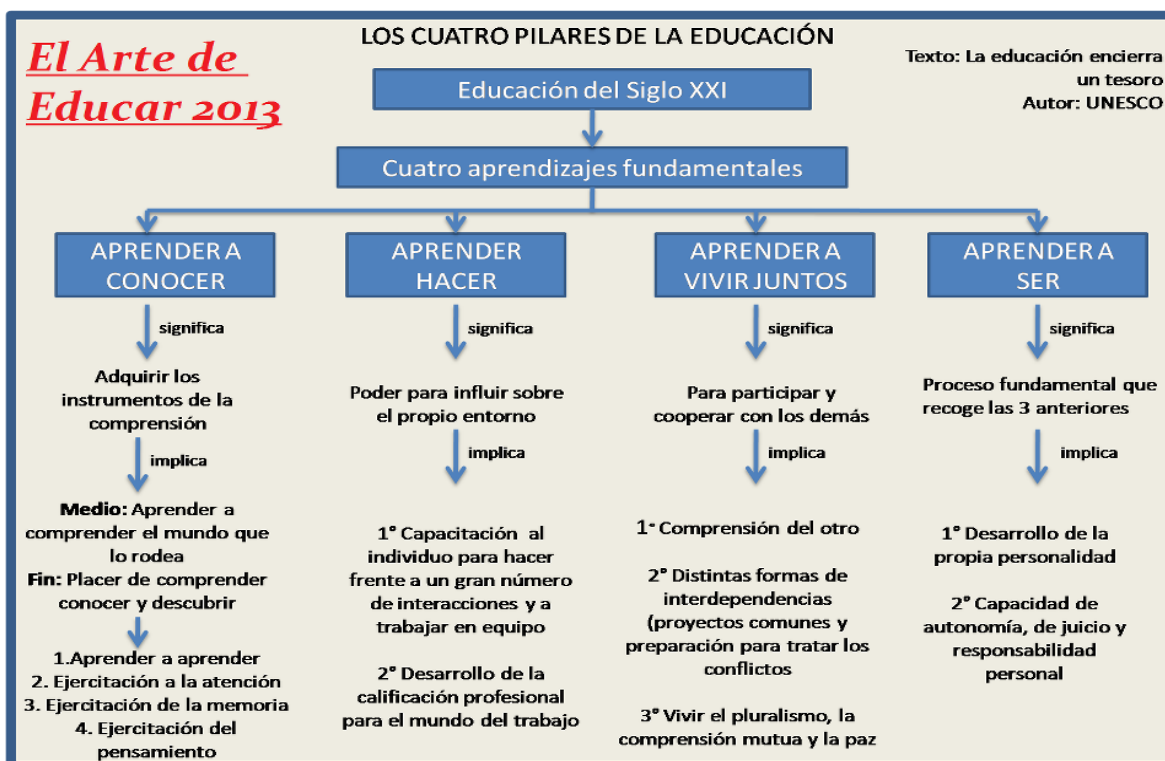 El Arte de
Educar 2013
LOS CUATRO PILARES DE LA EDUCACIÓN
Texto: La educación encierra
un tesoro
Autor: UNESCO
Educación del Siglo XXI
Cuatro aprendizajes fundamentales
APRENDER A
CONOCER
significa
Adquirir los
instrumentos de la
comprensión
implica
Medio: Aprender a
comprender el mundo que
lo rodea
Fin: Placer de comprender
conocer y descubrir
1.Aprender a aprender
2. Ejercitación a la atención
3. Ejercitación de la memoria
4. Ejercitación del
pensamiento
APRENDER
HACER
significa
Poder para influir sobre
el propio entorno
implica
1° Capacitación al
individuo para hacer
frente a un gran número
de interacciones y a
trabajar en equipo
2° Desarrollo de la
calificación profesional
para el mundo del trabajo
APRENDER A
VIVIR JUNTOS
significa
Para participar y
cooperar con los demás
implica
1° Comprensión del otro
2° Distintas formas de
interdependencias
(proyectos comunes y
preparación para tratar los
conflictos
3° Vivir el pluralismo, la
comprensión mutua y la paz
APRENDER A
SER
significa
Proceso fundamental que
recoge las 3 anteriores
implica
1° Desarrollo de la
propia personalidad
2° Capacidad de
autonomía, de juicio y
responsabilidad
personal